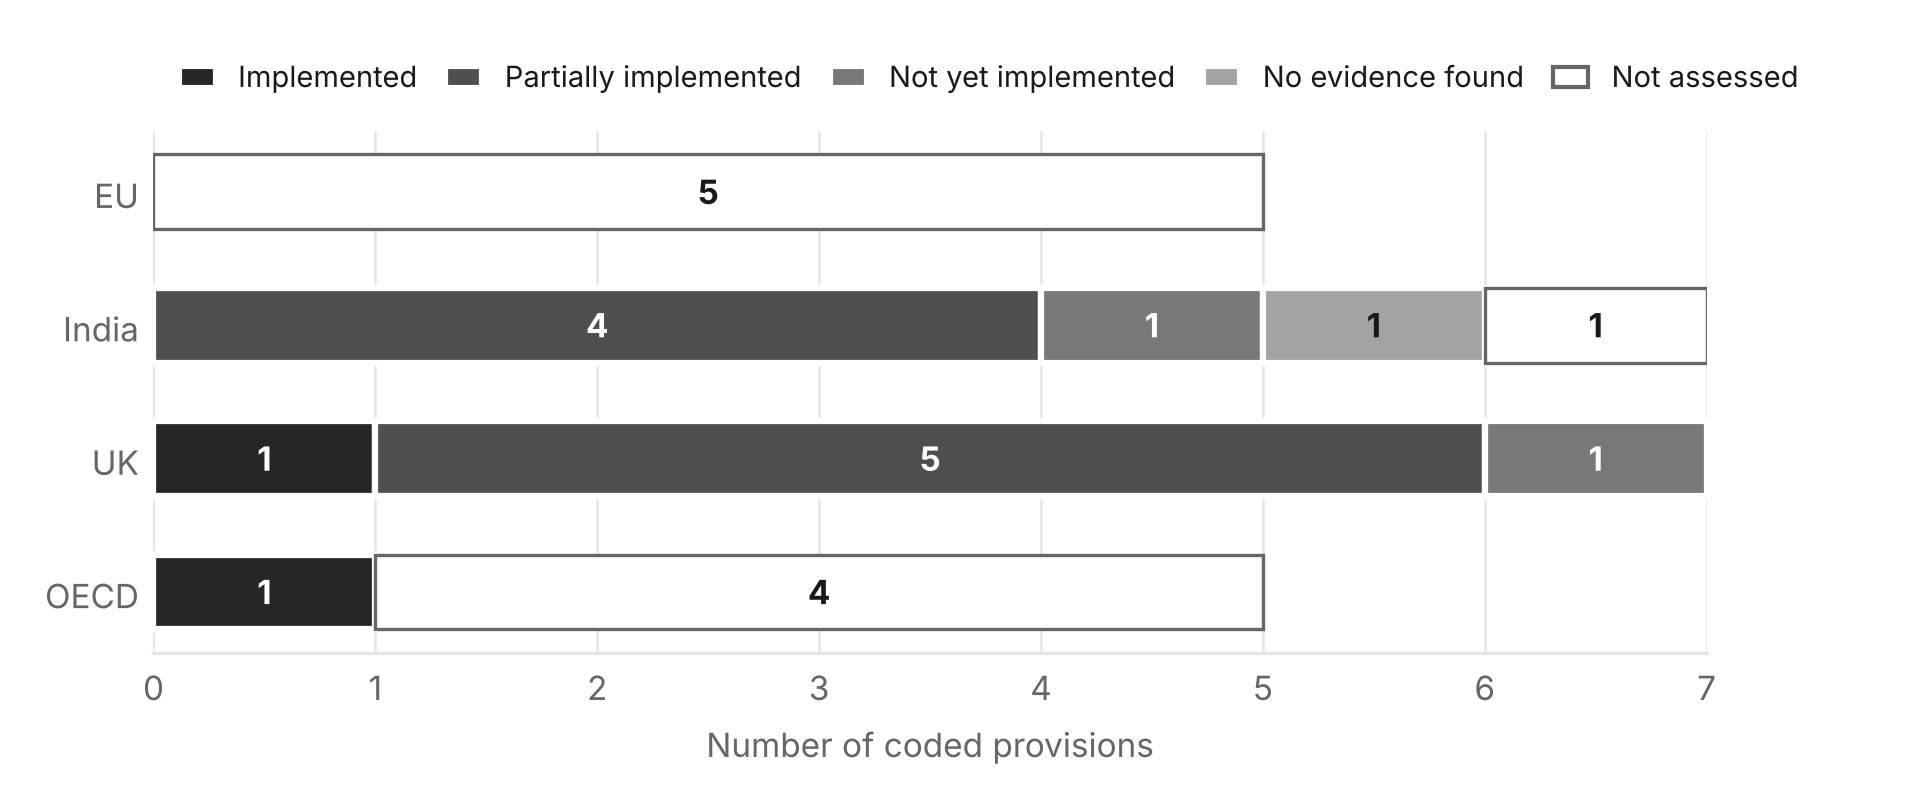 Implemented Partially implemented Not yet implemented No evidence found Not assessed
EU 5
India 4 1 1 1
UK 1 5 1
OECD 1 4
0 1 2 3 4 5 6 7
Number of coded provisions